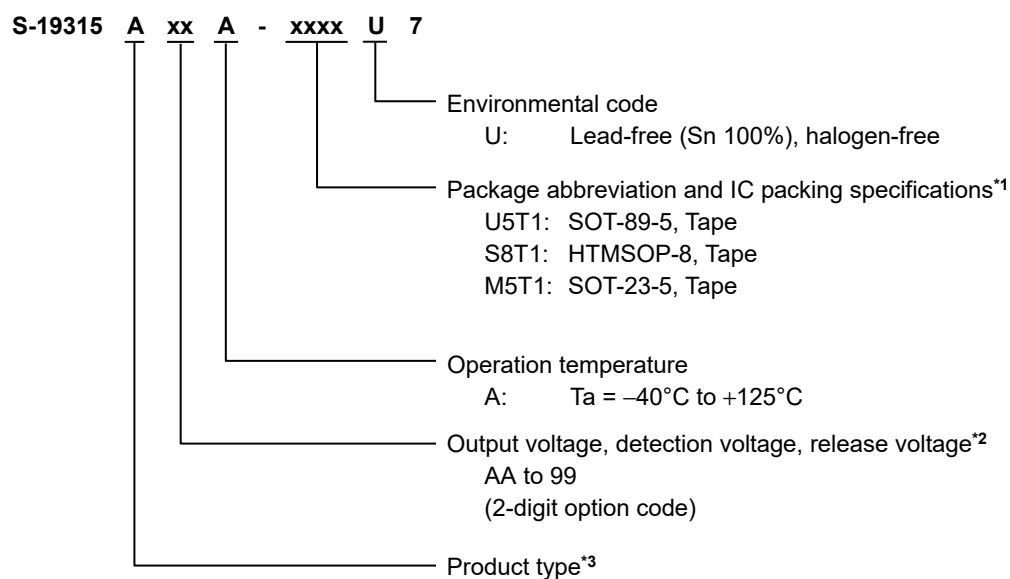 S-19315 A xx A - xxxx U 7
Environmental code
U: Lead-free (Sn 100%), halogen-free
Package abbreviation and IC packing specifications*1
U5T1: SOT-89-5, Tape
S8T1: HTMSOP-8, Tape
M5T1: SOT-23-5, Tape
Operation temperature
A: Ta = −40°C to +125°C
Output voltage, detection voltage, release voltage*2
AA to 99
(2-digit option code)
Product type*3